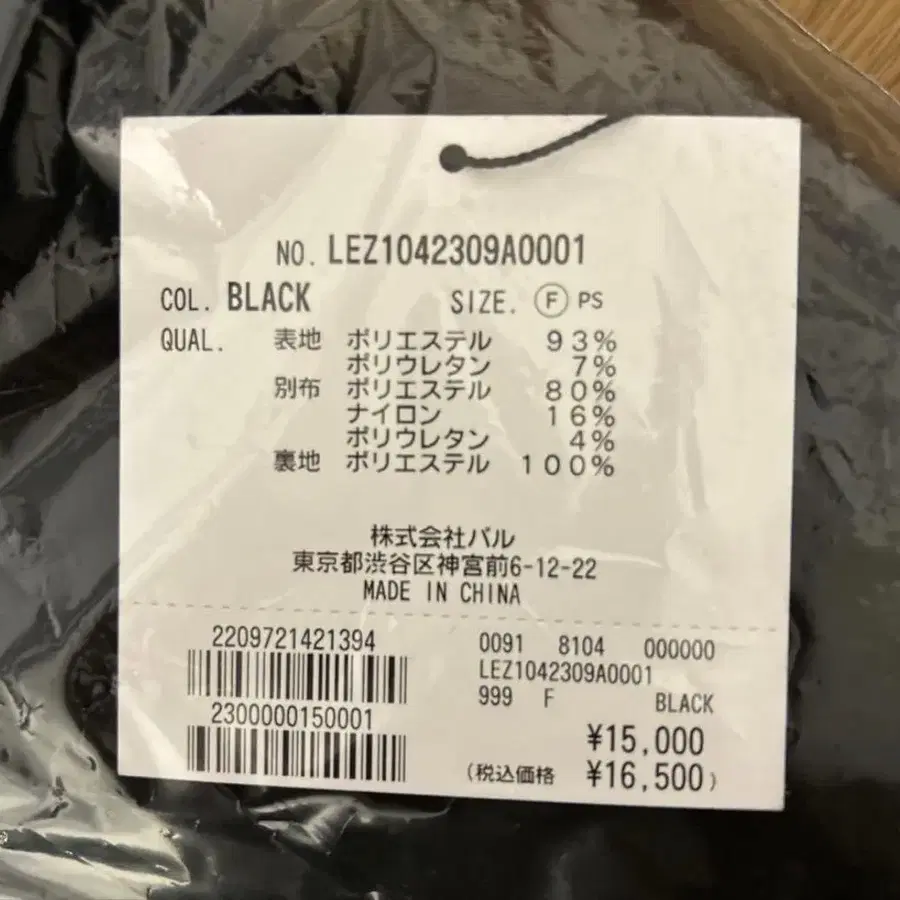 NO. LEZ1042309A0001
COL. BLACK SIZE. Ⓕ PS
QUAL. 表地 ポリエステル 93%
ポリウレタン 7%
別布 ポリエステル 80%
ナイロン 16%
ポリウレタン 4%
裏地 ポリエステル 100%
株式会社パル
東京都渋谷区神宮前6-12-22
MADE IN CHINA
2209721421394
2300000150001
0091 8104 000000
LEZ1042309A0001
999 F BLACK
¥15,000
(税込価格 ¥16,500)